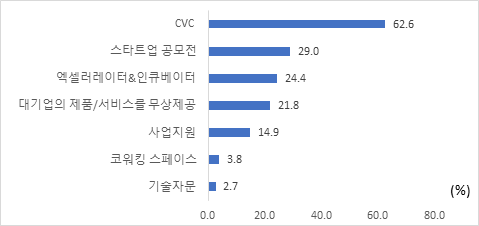 CVC 62.6
스타트업 공모전 29.0
엑셀러레이터&인큐베이터 24.4
대기업의 제품/서비스를 무상제공 21.8
사업지원 14.9
코워킹 스페이스 3.8
기술자문 2.7
(%)
0.0 20.0 40.0 60.0 80.0